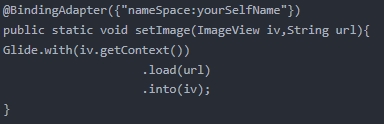 @BindingAdapter({"nameSpace:yourSelfName"})
public static void setImage(ImageView iv,String url){
Glide.with(iv.getContext())
.load(url)
.into(iv);
}